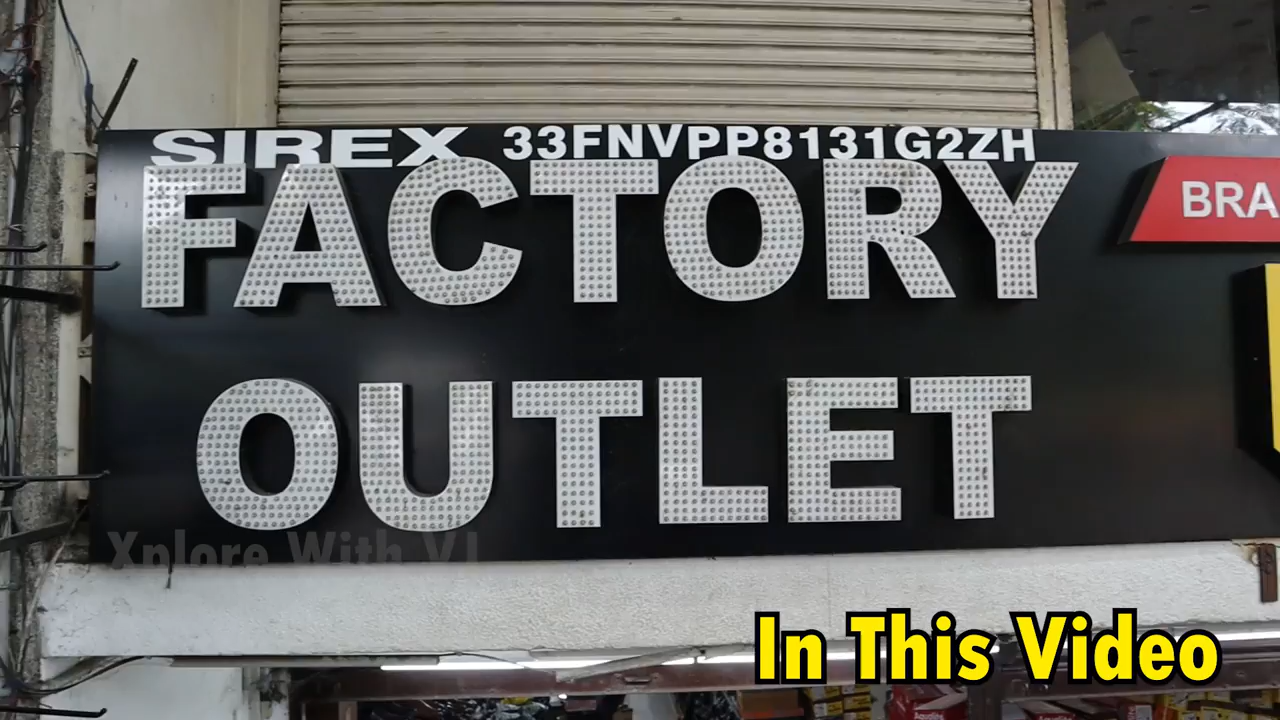 SIREX 33FNVPP8131G2ZH
FACTORY
OUTLET
BRA
Xplore With VJ
In This Video